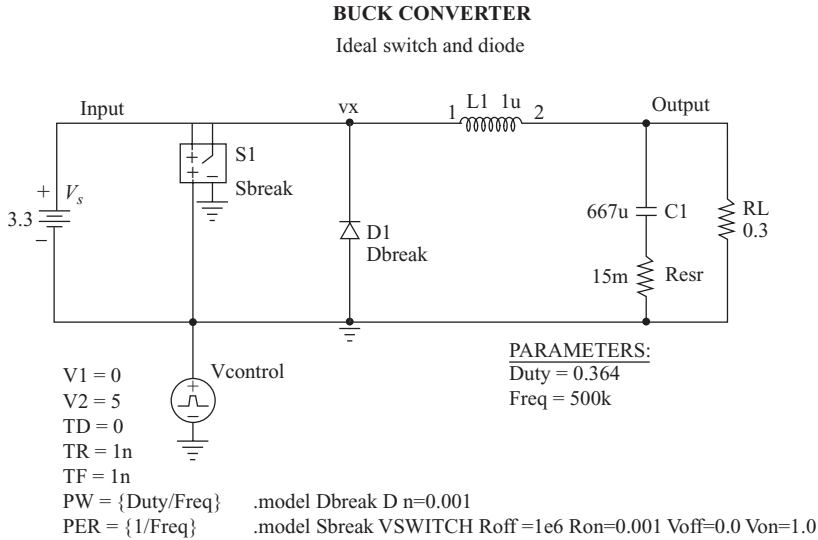 BUCK CONVERTER
Ideal switch and diode
Input
vx
1
L1 1u
2
Output
+
+
−
S1
Sbreak
+
Vs
3.3
−
D1
Dbreak
667u
C1
15m
Resr
RL
0.3
V1 = 0
V2 = 5
TD = 0
TR = 1n
TF = 1n
PW = {Duty/Freq}
PER = {1/Freq}
+
−
Vcontrol
PARAMETERS:
Duty = 0.364
Freq = 500k
.model Dbreak D n=0.001
.model Sbreak VSWITCH Roff =1e6 Ron=0.001 Voff=0.0 Von=1.0